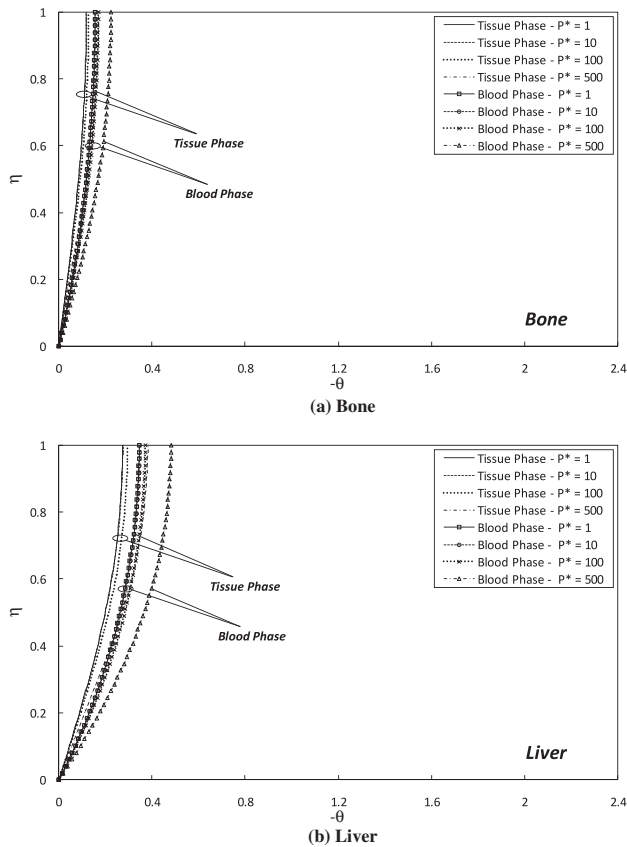 1
Tissue Phase - P* = 1
Tissue Phase - P* = 10
0.8
Tissue Phase - P* = 100
Tissue Phase - P* = 500
Blood Phase - P* = 1
Blood Phase - P* = 10
Blood Phase - P* = 100
Blood Phase - P* = 500
Tissue Phase
0.6
η
Blood Phase
0.4
0.2
Bone
0
0 0.4 0.8 1.2 1.6 2 2.4
-θ
(a) Bone
1
Tissue Phase - P* = 1
Tissue Phase - P* = 10
Tissue Phase - P* = 100
0.8
Tissue Phase - P* = 500
Blood Phase - P* = 1
Blood Phase - P* = 10
Blood Phase - P* = 100
Blood Phase - P* = 500
0.6
Tissue Phase
η
Blood Phase
0.4
0.2
Liver
0
0 0.4 0.8 1.2 1.6 2 2.4
-θ
(b) Liver